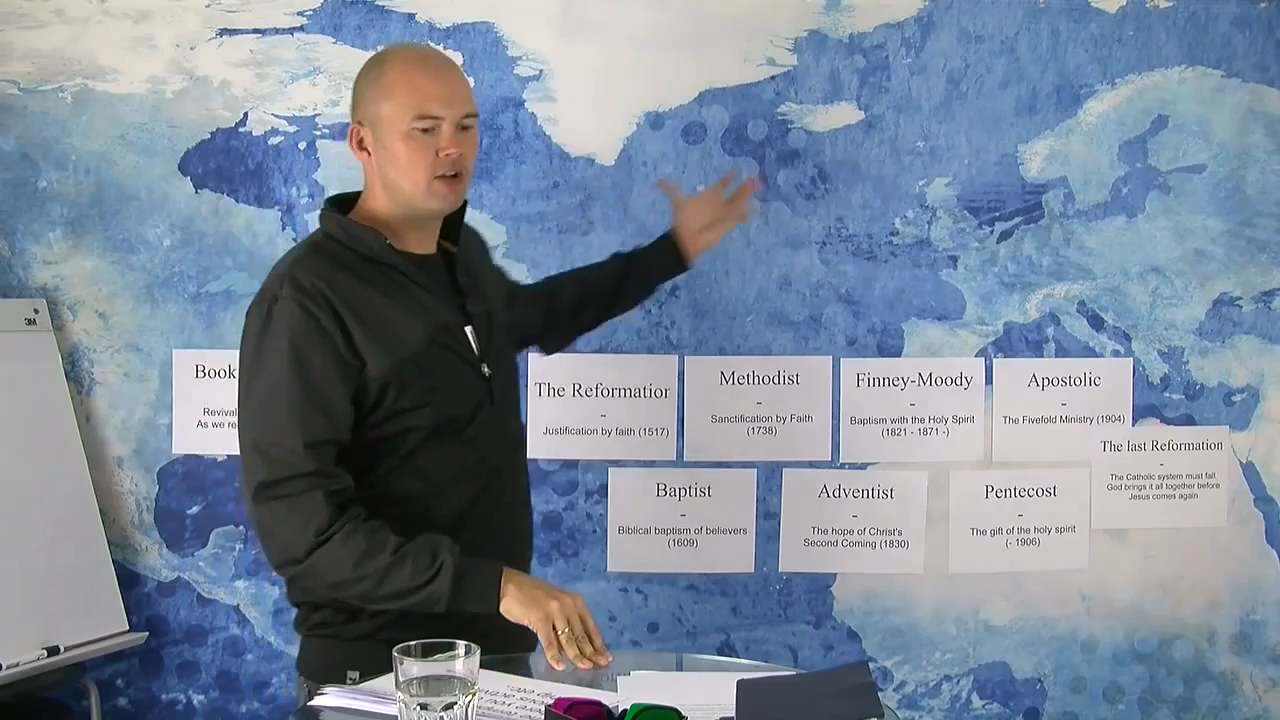 3M
Book
Revival
As we
The Reformation
-
Justification by faith (1517)
Methodist
-
Sanctification by Faith
(1738)
Finney-Moody
-
Baptism with the Holy Spirit
(1821 - 1871 -)
Apostolic
-
The Fivefold Ministry (1904)
The last Reformation
-
The Catholic system must fall
God brings it all together before
Jesus comes again
Baptist
-
Biblical baptism of believers
(1609)
Adventist
-
The hope of Christ's
Second Coming (1830)
Pentecost
-
The gift of the holy spirit
(- 1906)